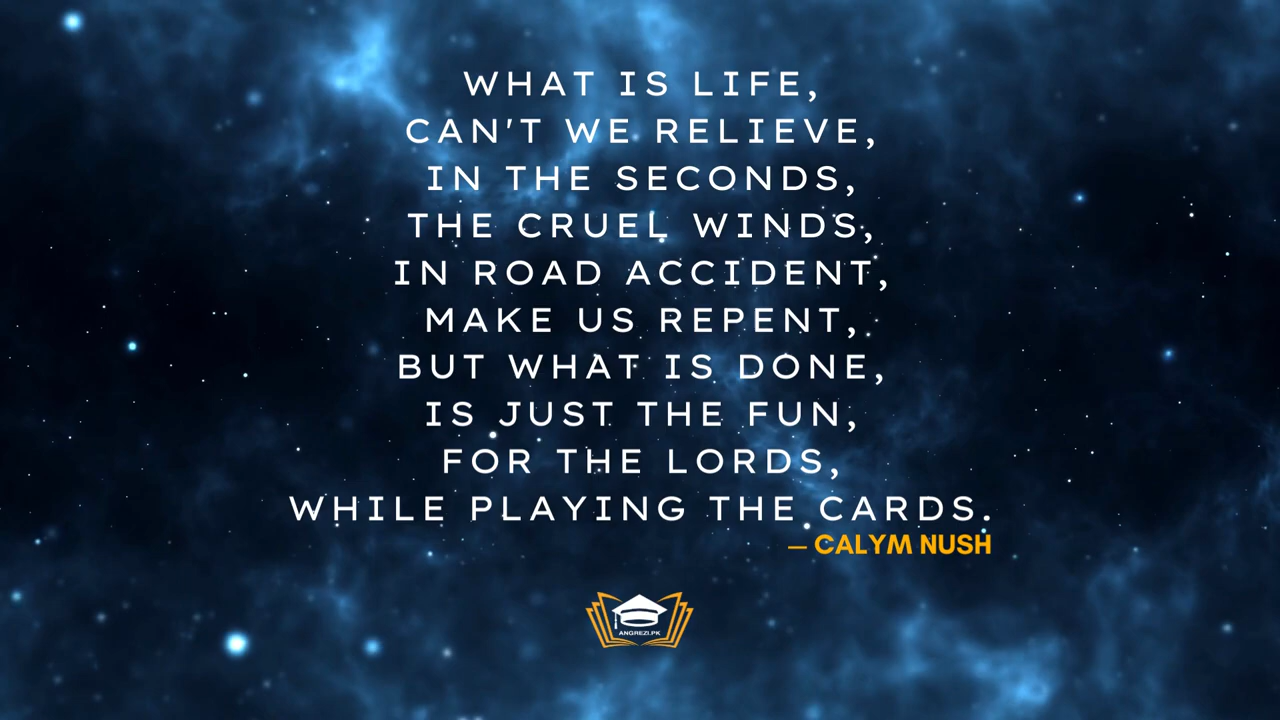 WHAT IS LIFE,
CAN'T WE RELIEVE,
IN THE SECONDS,
THE CRUEL WINDS,
IN ROAD ACCIDENT,
MAKE US REPENT,
BUT WHAT IS DONE,
IS JUST THE FUN,
FOR THE LORDS,
WHILE PLAYING THE CARDS.
— CALYM NUSH
ANGREZI.PK